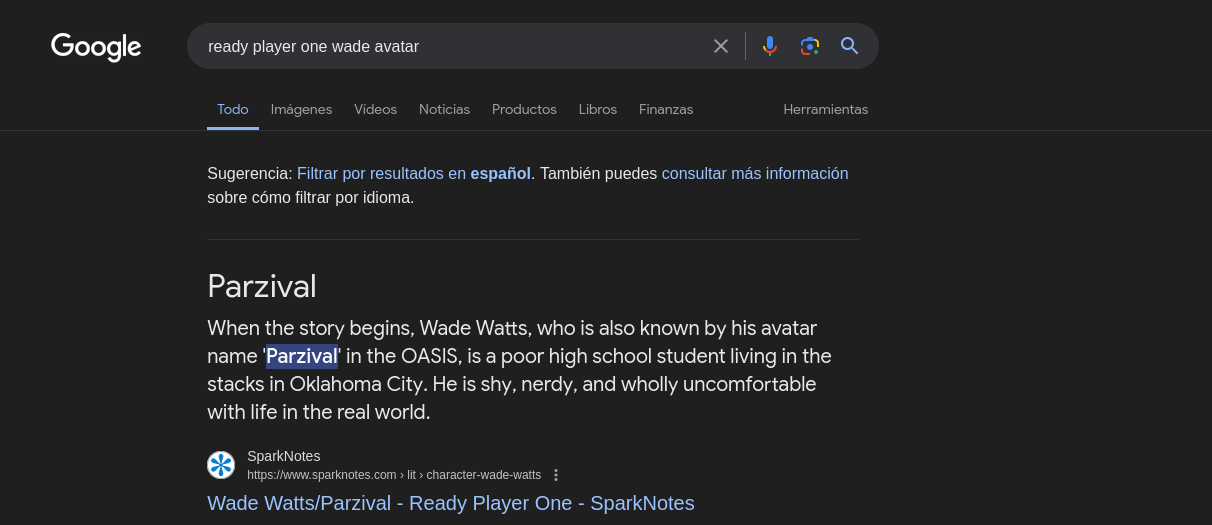 Google
ready player one wade avatar
Todo Imágenes Vídeos Noticias Productos Libros Finanzas Herramientas
Sugerencia: Filtrar por resultados en español. También puedes consultar más información
sobre cómo filtrar por idioma.
Parzival
When the story begins, Wade Watts, who is also known by his avatar
name 'Parzival' in the OASIS, is a poor high school student living in the
stacks in Oklahoma City. He is shy, nerdy, and wholly uncomfortable
with life in the real world.
SparkNotes
https://www.sparknotes.com › lit › character-wade-watts
Wade Watts/Parzival - Ready Player One - SparkNotes